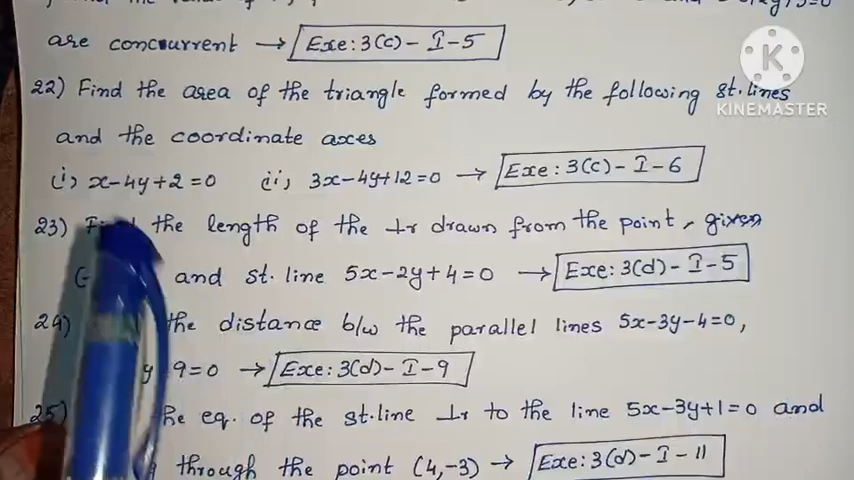 are concurrent → Exe: 3(c) - I - 5
K
KINEMASTER
22) Find the area of the triangle formed by the following st. lines
and the coordinate axes
(i) x-4y+2=0 (ii) 3x-4y+12=0 → Exe: 3(c) - I - 6
23) Find the length of the ⊥r drawn from the point, given
and st. line 5x-2y+4=0 → Exe: 3(d) - I - 5
24) the distance b/w the parallel lines 5x-3y-4=0,
y 9=0 → Exe: 3(d) - I - 9
25) the eq. of the st. line ⊥r to the line 5x-3y+1=0 and
through the point (4,-3) → Exe: 3(d) - I - 11